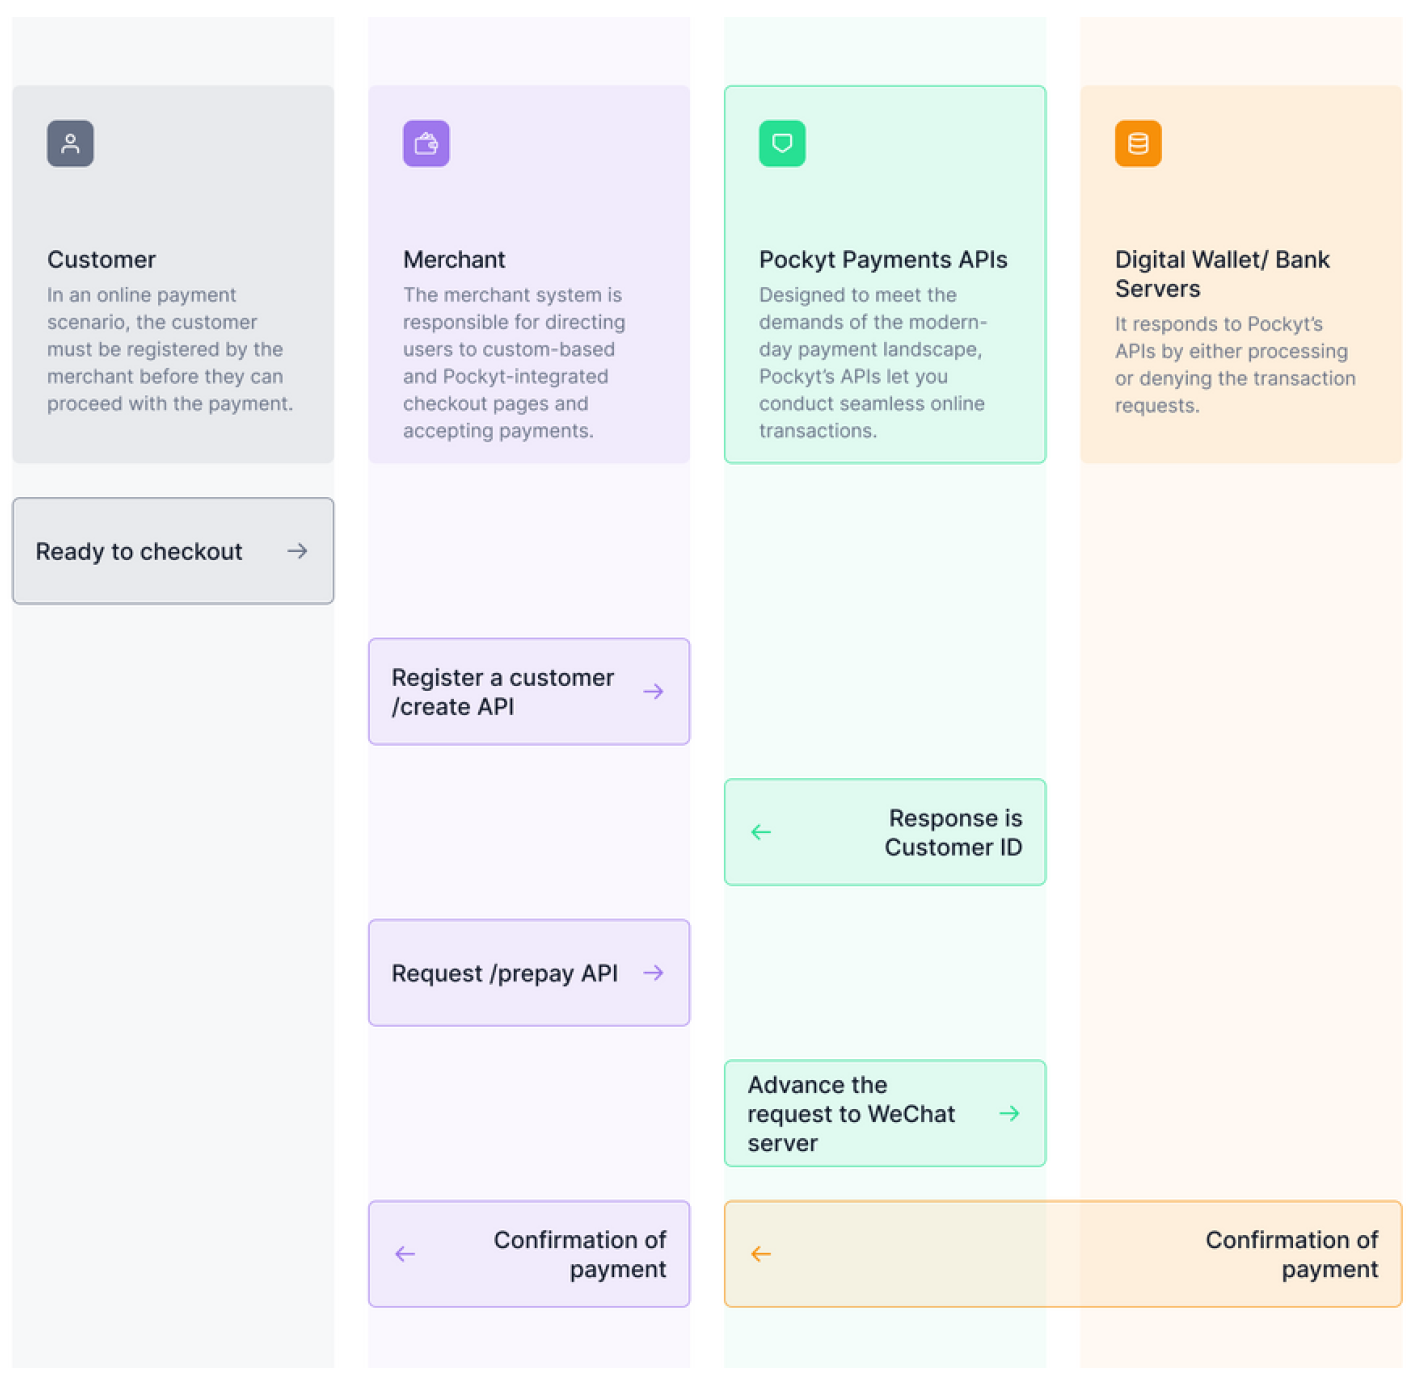 Customer
In an online payment
scenario, the customer
must be registered by the
merchant before they can
proceed with the payment.
Merchant
The merchant system is
responsible for directing
users to custom-based
and Pockyt-integrated
checkout pages and
accepting payments.
Pockyt Payments APIs
Designed to meet the
demands of the modern-
day payment landscape,
Pockyt’s APIs let you
conduct seamless online
transactions.
Digital Wallet/ Bank
Servers
It responds to Pockyt’s
APIs by either processing
or denying the transaction
requests.
Ready to checkout
Register a customer
/create API
Response is
Customer ID
Request /prepay API
Advance the
request to WeChat
server
Confirmation of
payment
Confirmation of
payment